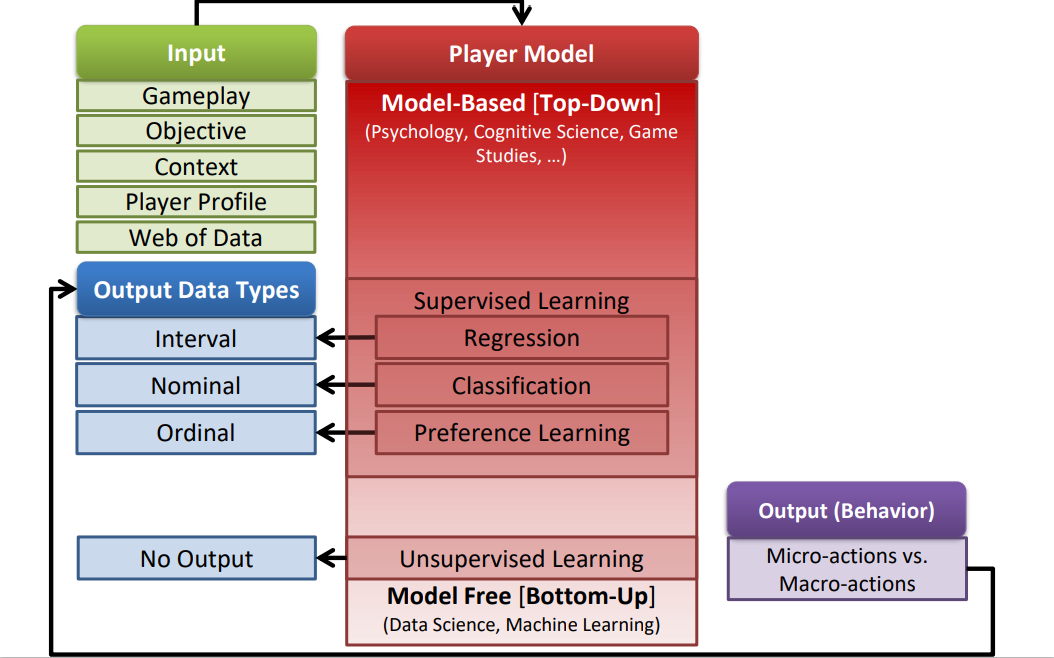 Input
Gameplay
Objective
Context
Player Profile
Web of Data
Output Data Types
Interval
Nominal
Ordinal
No Output
Player Model
Model-Based [Top-Down]
(Psychology, Cognitive Science, Game
Studies, …)
Supervised Learning
Regression
Classification
Preference Learning
Unsupervised Learning
Model Free [Bottom-Up]
(Data Science, Machine Learning)
Output (Behavior)
Micro-actions vs.
Macro-actions